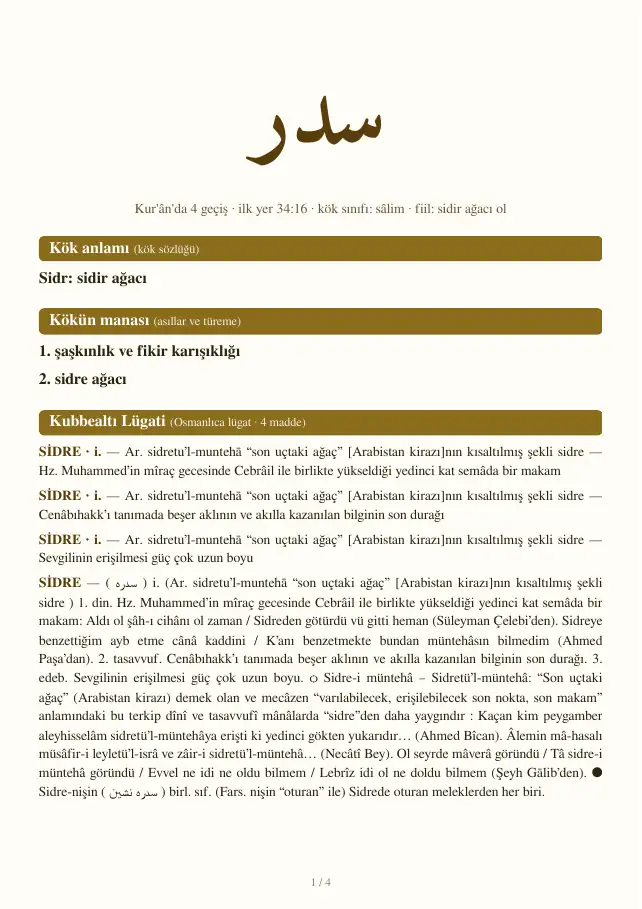 سدر
Kur'ân'da 4 geçiş · ilk yer 34:16 · kök sınıfı: sâlim · fiil: sidir ağacı ol
Kök anlamı (kök sözlüğü)
Sidr: sidir ağacı
Kökün manası (asıllar ve türeme)
1. şaşkınlık ve fikir karışıklığı
2. sidre ağacı
Kubbealtı Lügati (Osmanlıca lügat · 4 madde)
SİDRE · i. — Ar. sidretu’l-muntehā “son uçtaki ağaç” [Arabistan kirazı]nın kısaltılmış şekli sidre —
Hz. Muhammed’in mîraç gecesinde Cebrâil ile birlikte yükseldiği yedinci kat semâda bir makam
SİDRE · i. — Ar. sidretu’l-muntehā “son uçtaki ağaç” [Arabistan kirazı]nın kısaltılmış şekli sidre —
Cenâbıhakk’ı tanımada beşer aklının ve akılla kazanılan bilginin son durağı
SİDRE · i. — Ar. sidretu’l-muntehā “son uçtaki ağaç” [Arabistan kirazı]nın kısaltılmış şekli sidre —
Sevgilinin erişilmesi güç çok uzun boyu
SİDRE — ( سدره ) i. (Ar. sidretu’l-muntehā “son uçtaki ağaç” [Arabistan kirazı]nın kısaltılmış şekli
sidre ) 1. din. Hz. Muhammed’in mîraç gecesinde Cebrâil ile birlikte yükseldiği yedinci kat semâda bir
makam: Aldı ol şâh-ı cihânı ol zaman / Sidreden götürdü vü gitti heman (Süleyman Çelebi’den). Sidreye
benzettiğim ayb etme cânâ kaddini / K’anı benzetmekte bundan müntehâsın bilmedim (Ahmed
Paşa’dan). 2. tasavvuf. Cenâbıhakk’ı tanımada beşer aklının ve akılla kazanılan bilginin son durağı. 3.
edeb. Sevgilinin erişilmesi güç çok uzun boyu. ѻ Sidre-i müntehâ – Sidretü’l-müntehâ: “Son uçtaki
ağaç” (Arabistan kirazı) demek olan ve mecâzen “varılabilecek, erişilebilecek son nokta, son makam”
anlamındaki bu terkip dînî ve tasavvufî mânâlarda “sidre”den daha yaygındır : Kaçan kim peygamber
aleyhisselâm sidretü’l-müntehâya erişti ki yedinci gökten yukarıdır… (Ahmed Bîcan). Âlemin mâ-hasalı
müsâfir-i leyletü’l-isrâ ve zâir-i sidretü’l-müntehâ… (Necâtî Bey). Ol seyrde mâverâ göründü / Tâ sidre-i
müntehâ göründü / Evvel ne idi ne oldu bilmem / Lebrîz idi ol ne doldu bilmem (Şeyh Gālib’den). ●
Sidre-nişin ( سدره نشين ) birl. sıf. (Fars. nişіn “oturan” ile) Sidrede oturan meleklerden her biri.
1 / 4